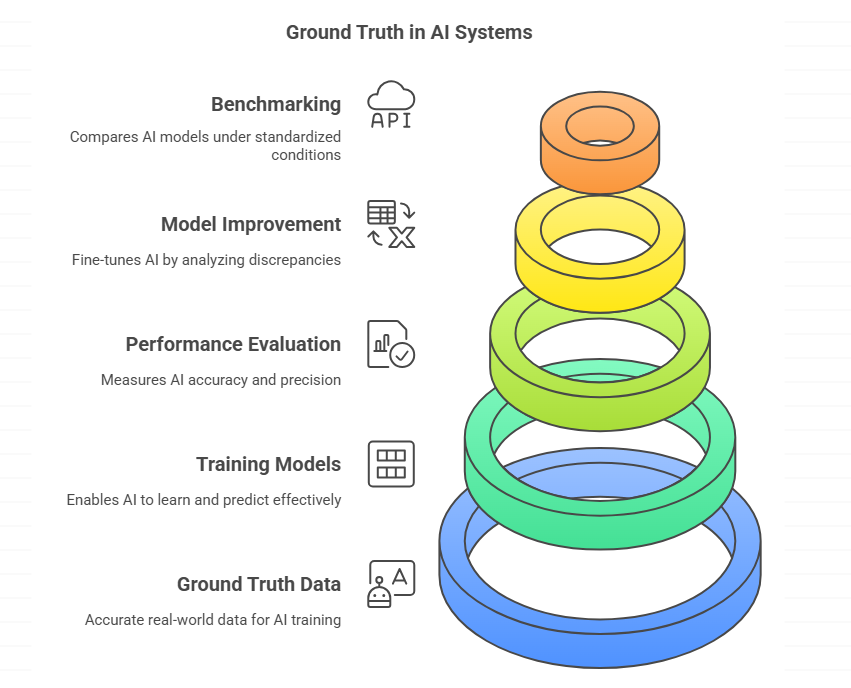 Ground Truth in AI Systems
Benchmarking
API
Compares AI models under standardized
conditions
Model Improvement
Fine-tunes AI by analyzing discrepancies
Performance Evaluation
Measures AI accuracy and precision
Training Models
Enables AI to learn and predict effectively
A
Ground Truth Data
Accurate real-world data for AI training